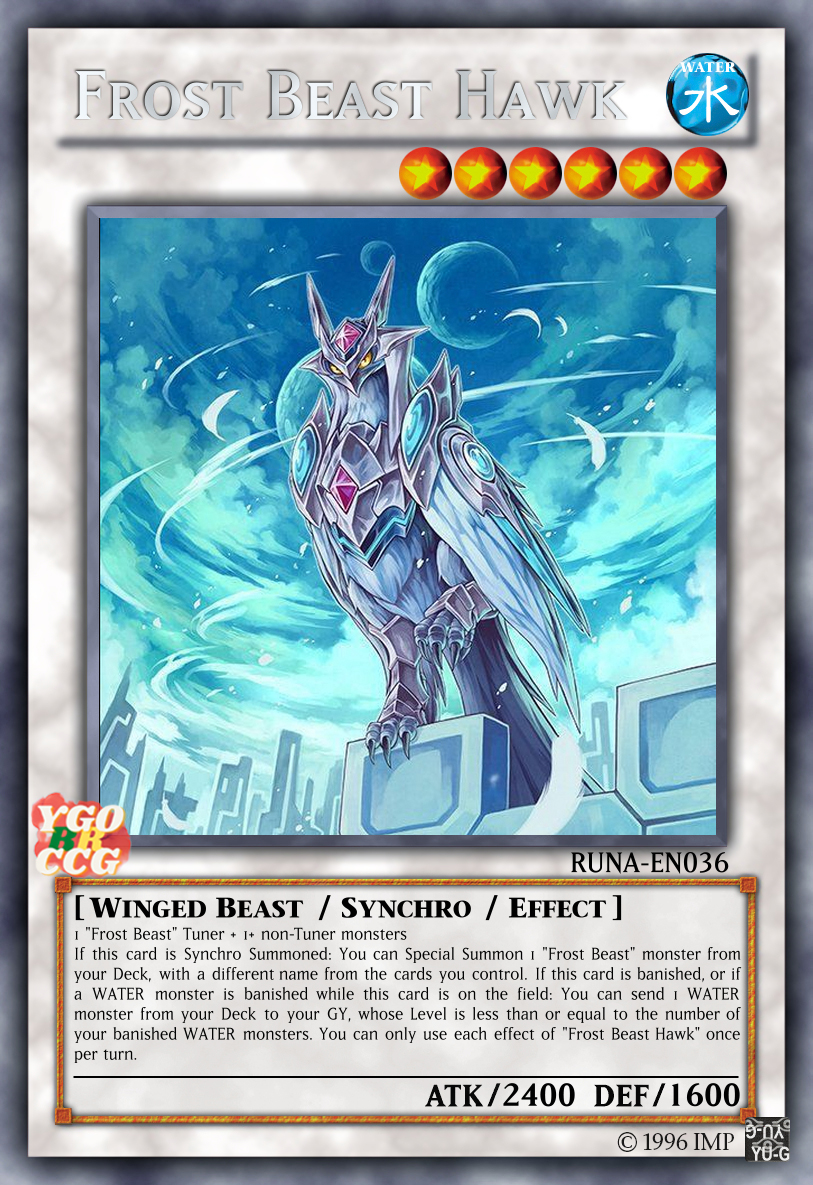 Frost Beast Hawk
WATER
水
YGO
RR
CCG
RUNA-EN036
[ Winged Beast / Synchro / Effect ]
1 "Frost Beast" Tuner + 1+ non-Tuner monsters
If this card is Synchro Summoned: You can Special Summon 1 "Frost Beast" monster from
your Deck, with a different name from the cards you control. If this card is banished, or if
a WATER monster is banished while this card is on the field: You can send 1 WATER
monster from your Deck to your GY, whose Level is less than or equal to the number of
your banished WATER monsters. You can only use each effect of "Frost Beast Hawk" once
per turn.
ATK/2400 DEF/1600
© 1996 IMP
YU-G